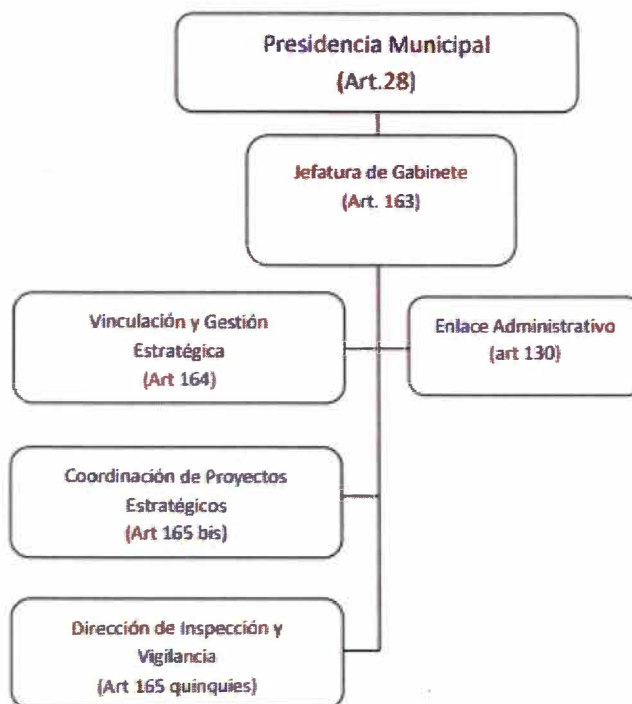 Presidencia Municipal
(Art.28)
Jefatura de Gabinete
(Art. 163)
Vinculación y Gestión
Estratégica
(Art 164)
Enlace Administrativo
(art 130)
Coordinación de Proyectos
Estratégicos
(Art 165 bis)
Dirección de Inspección y
Vigilancia
(Art 165 quinquies)